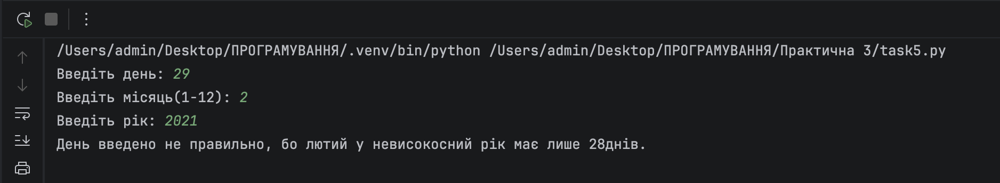 /Users/admin/Desktop/ПРОГРАМУВАННЯ/.venv/bin/python /Users/admin/Desktop/ПРОГРАМУВАННЯ/Практична 3/task5.py
Введіть день: 29
Введіть місяць(1-12): 2
Введіть рік: 2021
День введено не правильно, бо лютий у невисокосний рік має лише 28днів.